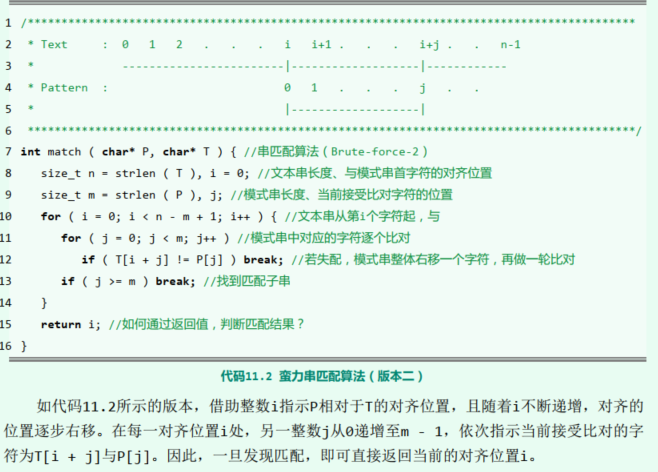 1 /******************************************************************************************
2  * Text     :  0   1   2   .   .   .   i   i+1 .   .   .   i+j .   .   n-1
3  *             ------------------------|-------------------|------------
4  * Pattern  :                          0   1   .   .   .   j   .   .
5  *                                     |-------------------|
6  ******************************************************************************************/
7 int match ( char* P, char* T ) { //串匹配算法(Brute-force-2)
8    size_t n = strlen ( T ), i = 0; //文本串长度、与模式串首字符的对齐位置
9    size_t m = strlen ( P ), j; //模式串长度、当前接受比对字符的位置
10    for ( i = 0; i < n - m + 1; i++ ) { //文本串从第i个字符起,与
11       for ( j = 0; j < m; j++ ) //模式串中对应的字符逐个比对
12          if ( T[i + j] != P[j] ) break; //若失配,模式串整体右移一个字符,再做一轮比对
13       if ( j >= m ) break; //找到匹配子串
14    }
15    return i; //如何通过返回值,判断匹配结果?
16 }
代码11.2 蛮力串匹配算法(版本二)
如代码11.2所示的版本,借助整数i指示P相对于T的对齐位置,且随着i不断递增,对齐的
位置逐步右移。在每一对齐位置i处,另一整数j从0递增至m - 1,依次指示当前接受比对的字
符为T[i + j]与P[j]。因此,一旦发现匹配,即可直接返回当前的对齐位置i。